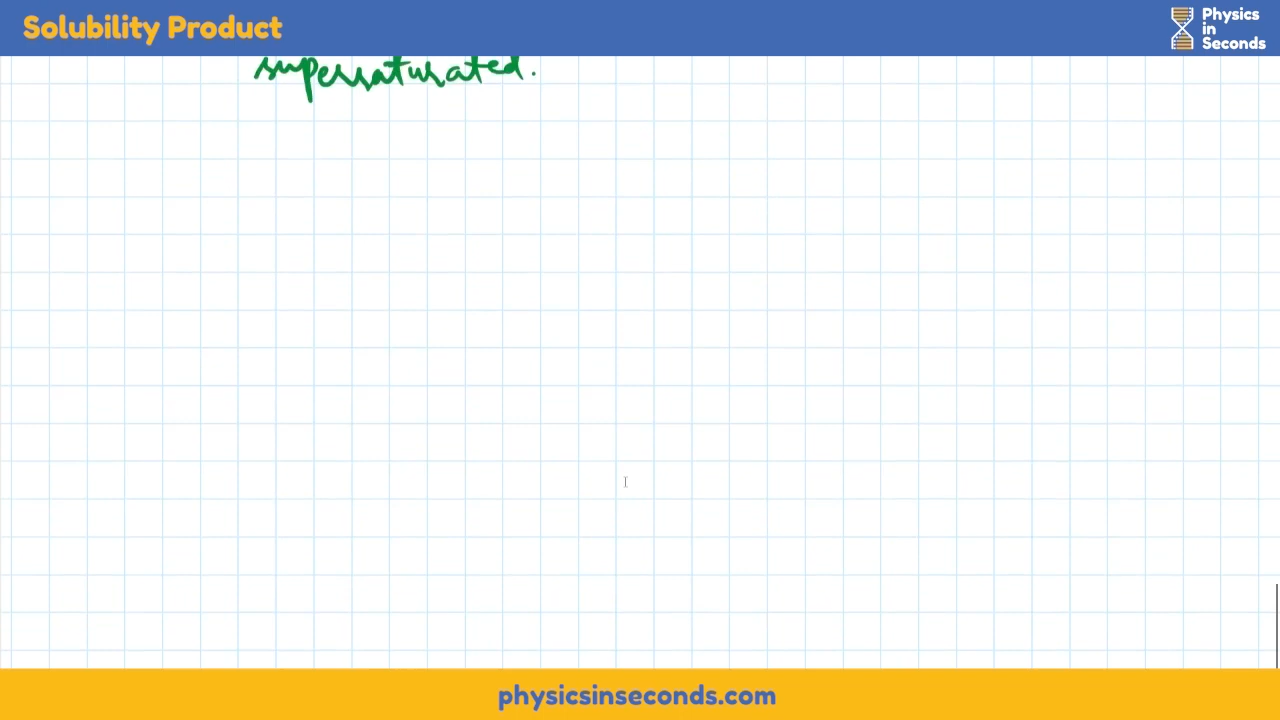 Solubility Product
Physics
in
Seconds
supersaturated.
physicsinseconds.com